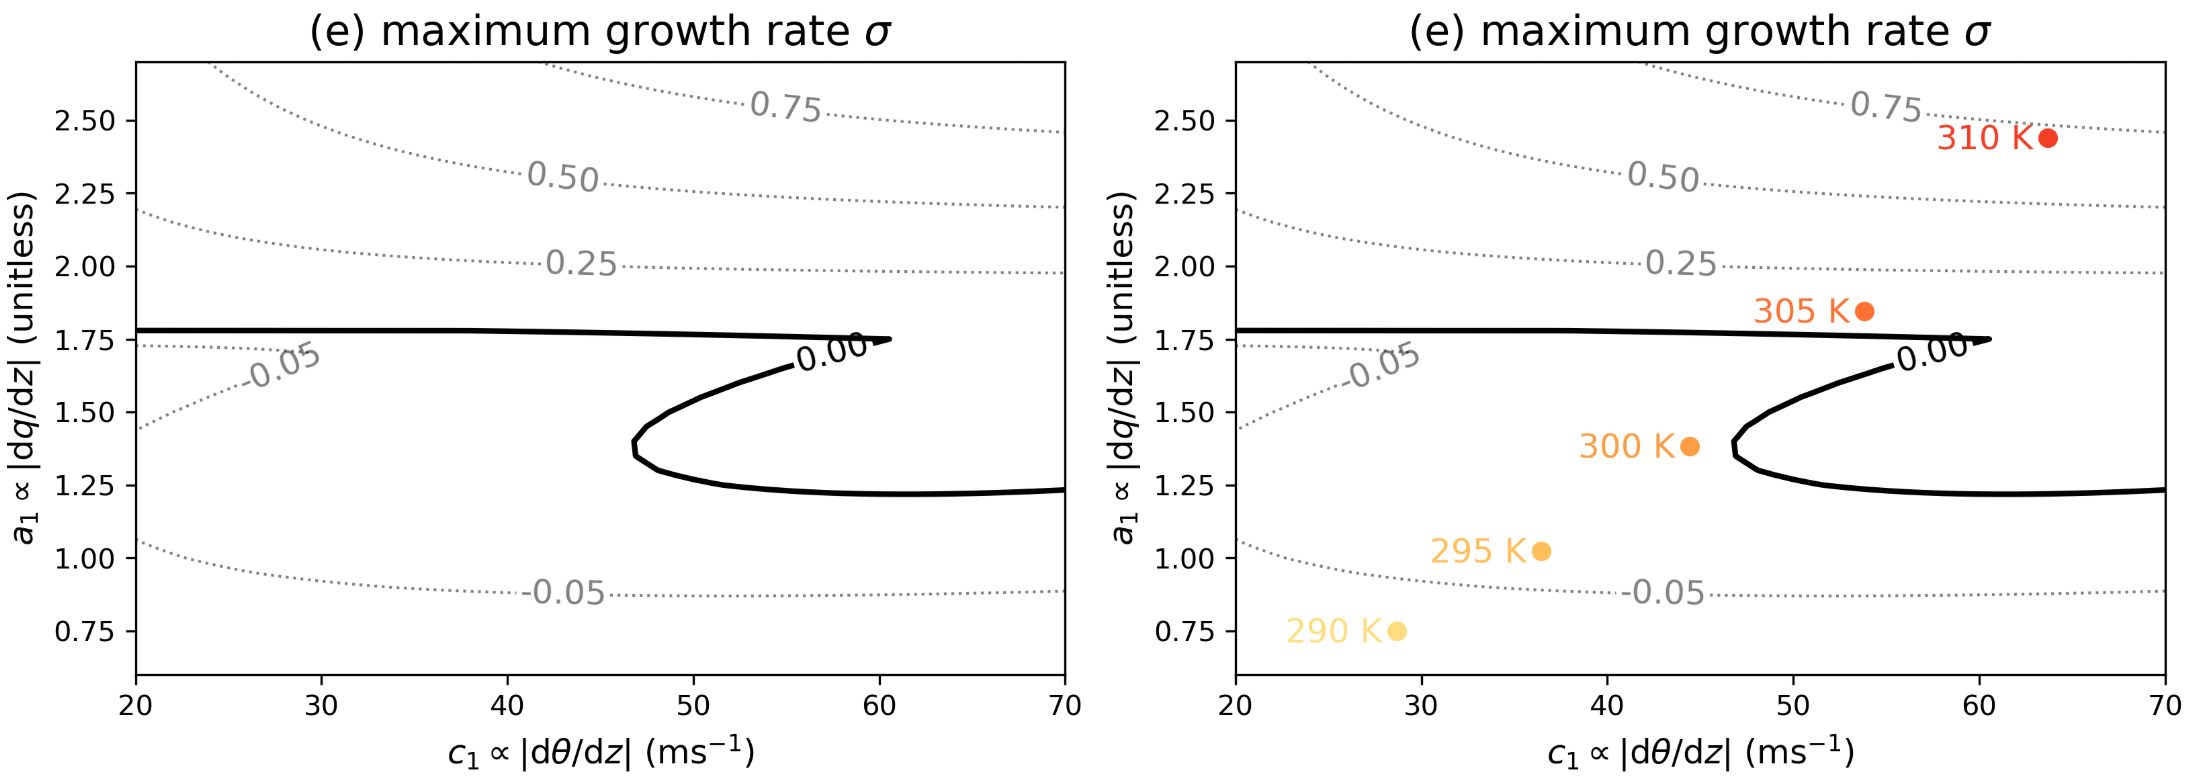 (e) maximum growth rate σ
a₁ ∝ |dq/dz| (unitless)
2.50
2.25
2.00
1.75
1.50
1.25
1.00
0.75
0.75
0.50
0.25
0.00
-0.05
-0.05
20 30 40 50 60 70
c₁ ∝ |dθ/dz| (ms⁻¹)
(e) maximum growth rate σ
a₁ ∝ |dq/dz| (unitless)
2.50
2.25
2.00
1.75
1.50
1.25
1.00
0.75
0.75
310 K
0.50
0.25
305 K
0.00
-0.05
300 K
295 K
-0.05
290 K
20 30 40 50 60 70
c₁ ∝ |dθ/dz| (ms⁻¹)